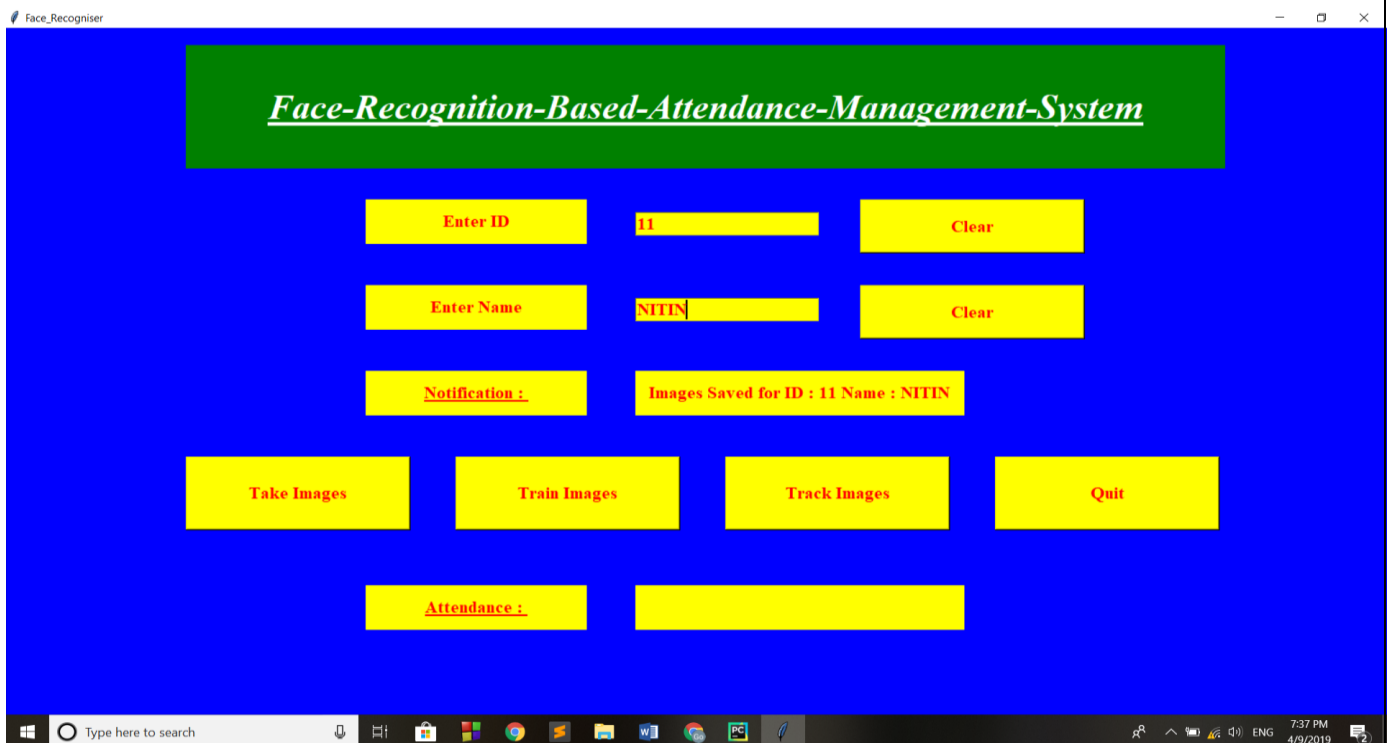 Face_Recogniser
Face-Recognition-Based-Attendance-Management-System
Enter ID
11
Clear
Enter Name
NITIN
Clear
Notification :
Images Saved for ID : 11 Name : NITIN
Take Images
Train Images
Track Images
Quit
Attendance :
Type here to search
ENG
7:37 PM
4/9/2019